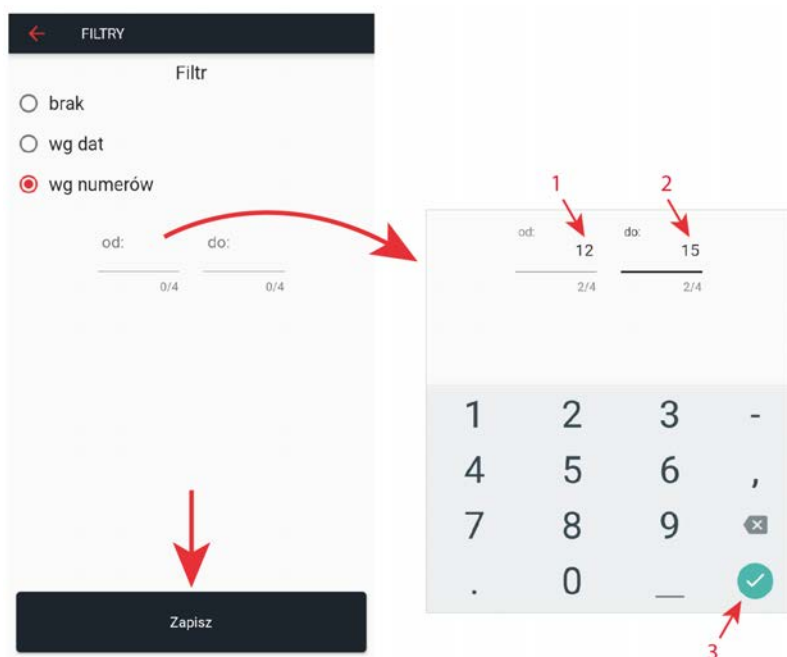 FILTRY
Filtr
brak
wg dat
wg numerów
od: do:
0/4 0/4
Zapisz
1 2
od: do:
12 15
2/4 2/4
1 2 3 -
4 5 6 ,
7 8 9
. 0 _
3